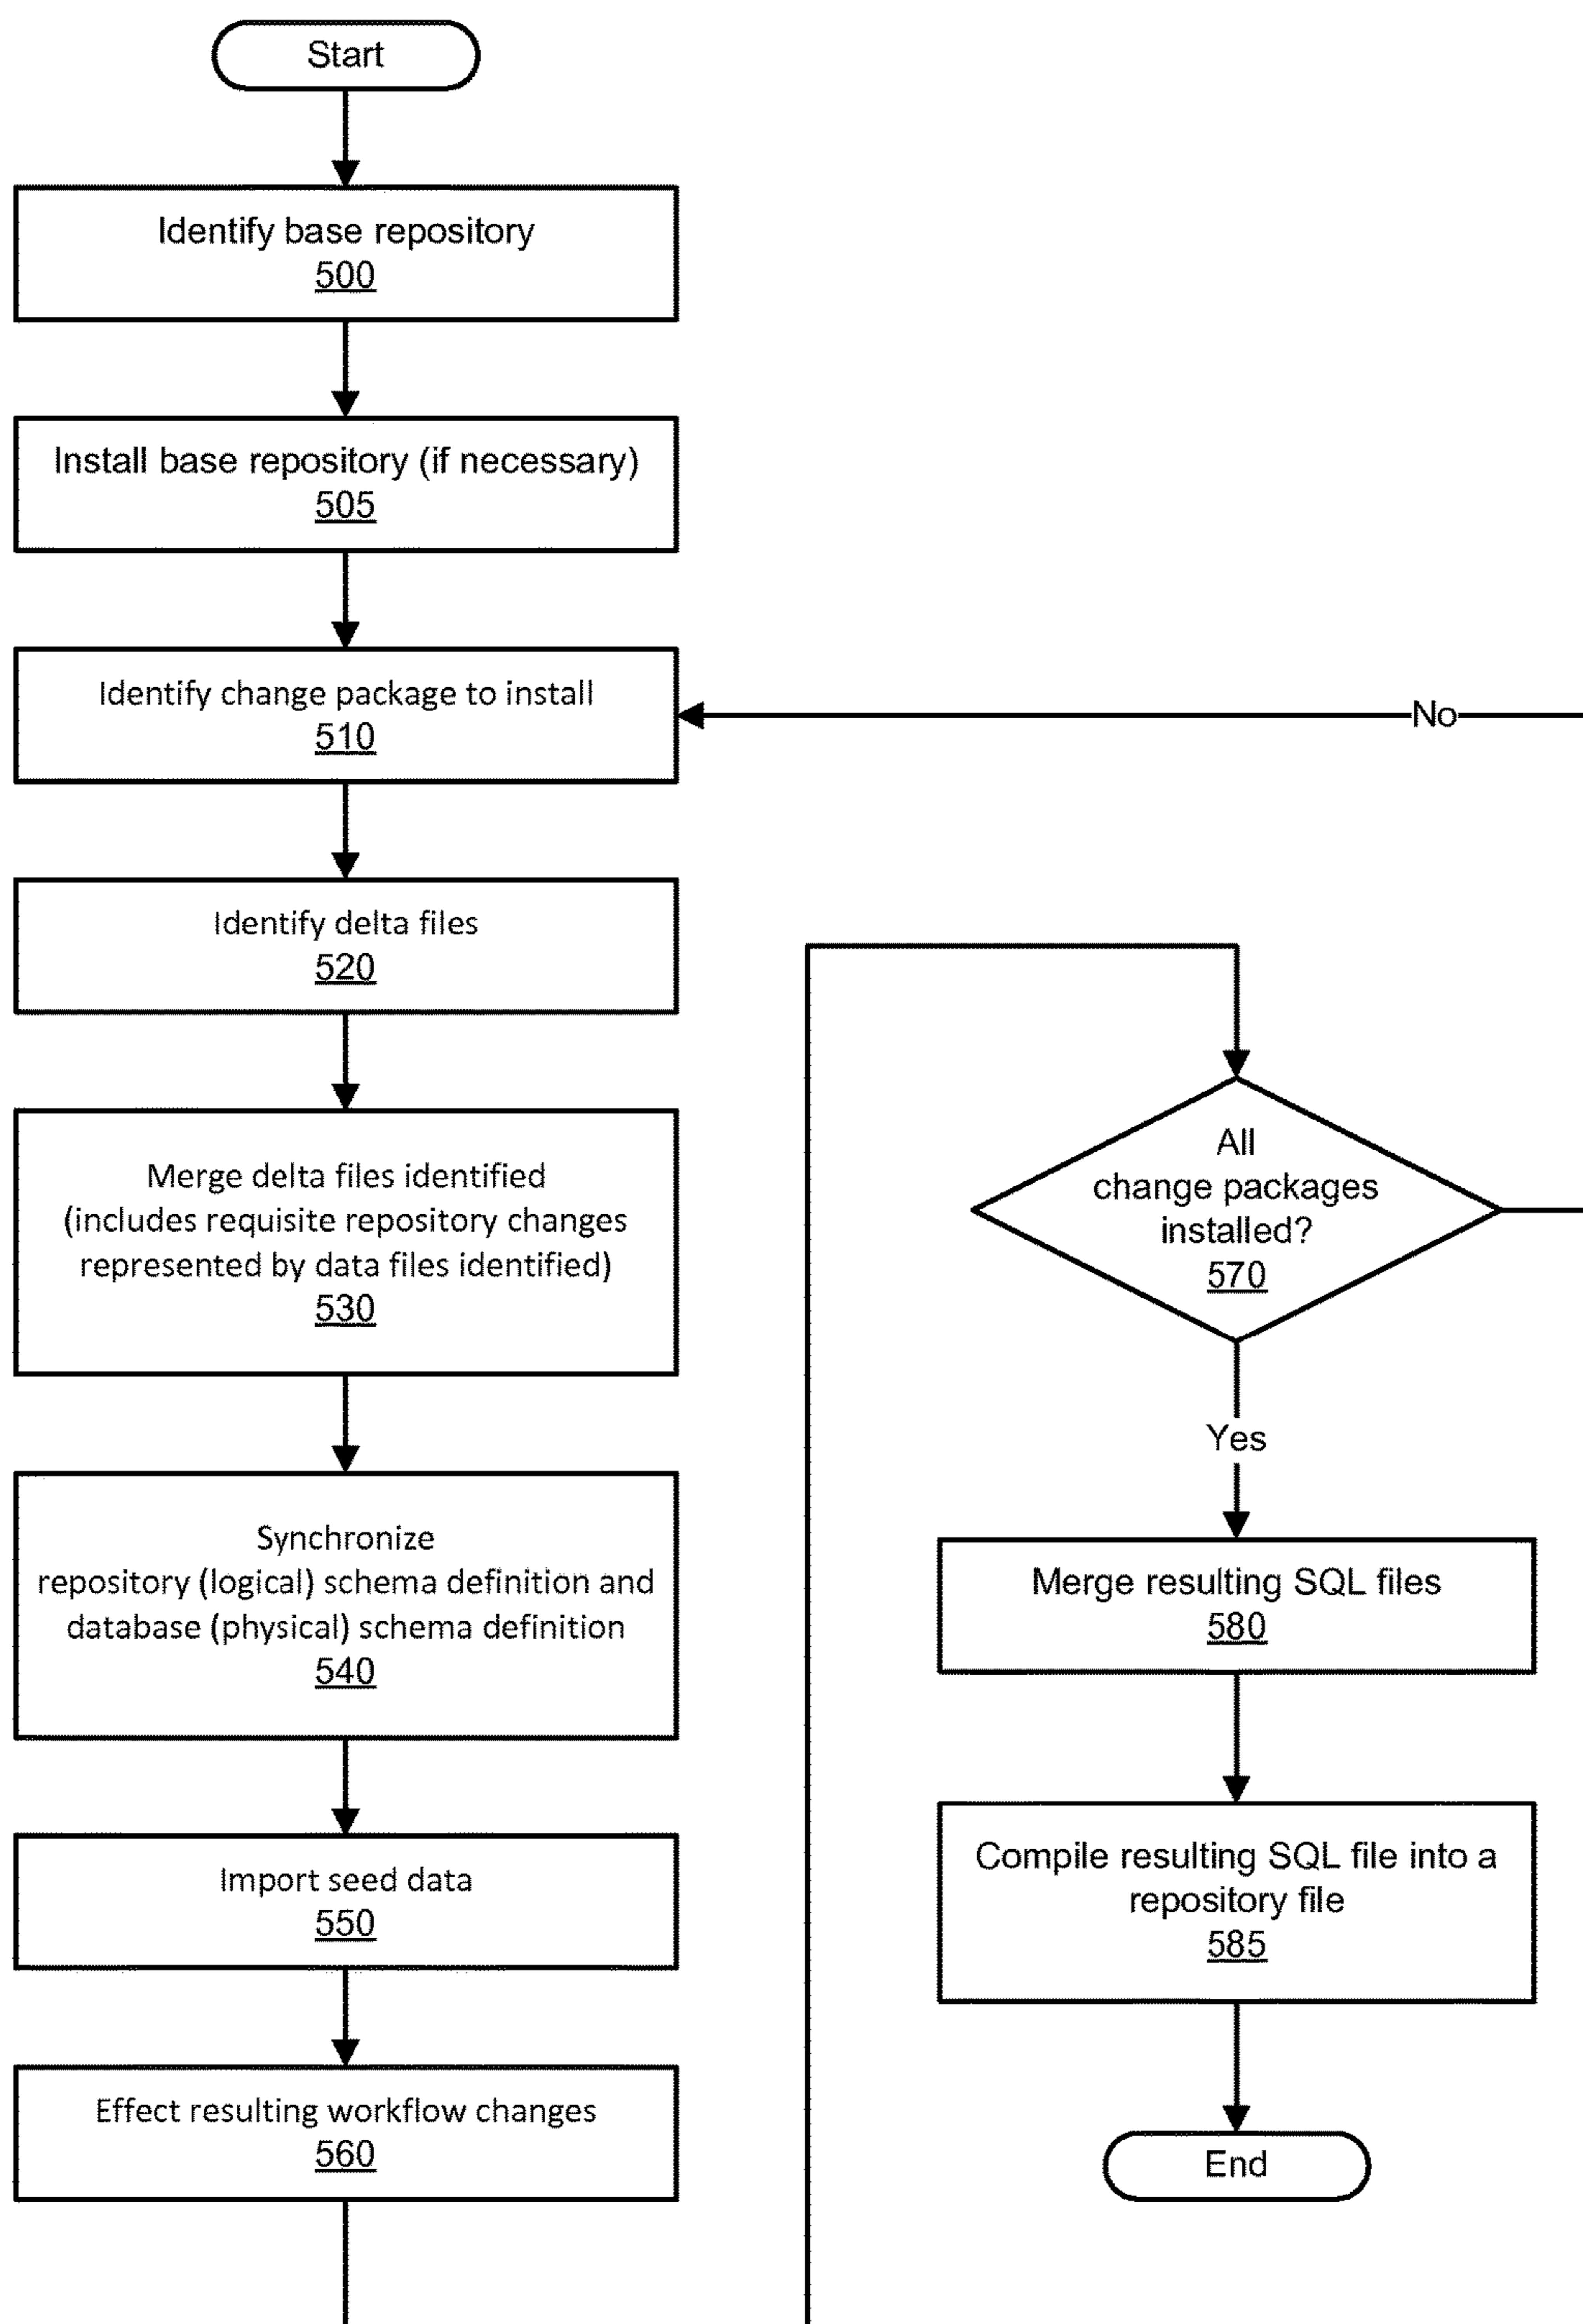 Start
Identify base repository
500
Install base repository (if necessary)
505
Identify change package to install
510
No
Identify delta files
520
Merge delta files identified
(includes requisite repository changes
represented by data files identified)
530
Synchronize
repository (logical) schema definition and
database (physical) schema definition
540
Import seed data
550
Effect resulting workflow changes
560
All
change packages
installed?
570
Yes
Merge resulting SQL files
580
Compile resulting SQL file into a
repository file
585
End